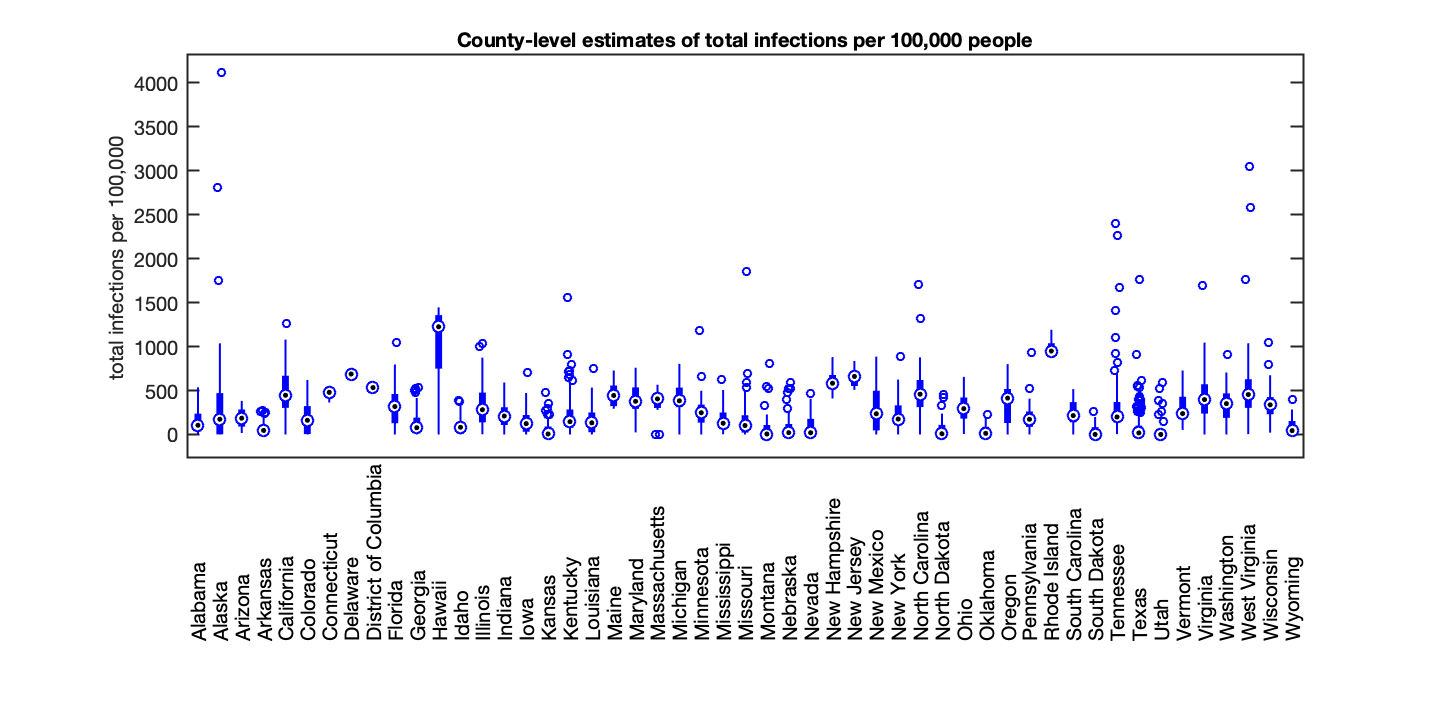 County-level estimates of total infections per 100,000 people
total infections per 100,000
4000
3500
3000
2500
2000
1500
1000
500
0
Alabama
Alaska
Arizona
Arkansas
California
Colorado
Connecticut
Delaware
District of Columbia
Florida
Georgia
Hawaii
Idaho
Illinois
Indiana
Iowa
Kansas
Kentucky
Louisiana
Maine
Maryland
Massachusetts
Michigan
Minnesota
Mississippi
Missouri
Montana
Nebraska
Nevada
New Hampshire
New Jersey
New Mexico
New York
North Carolina
North Dakota
Ohio
Oklahoma
Oregon
Pennsylvania
Rhode Island
South Carolina
South Dakota
Tennessee
Texas
Utah
Vermont
Virginia
Washington
West Virginia
Wisconsin
Wyoming